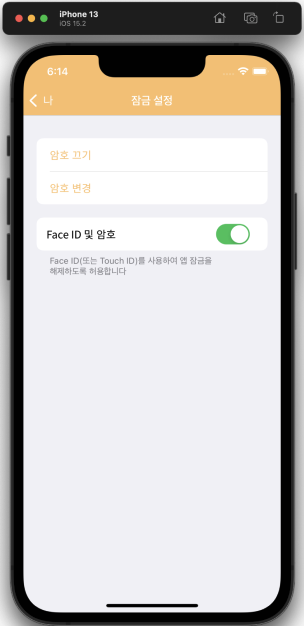 iPhone 13
iOS 15.2
6:14
나
잠금 설정
암호 끄기
암호 변경
Face ID 및 암호
Face ID(또는 Touch ID)를 사용하여 앱 잠금을
해제하도록 허용합니다